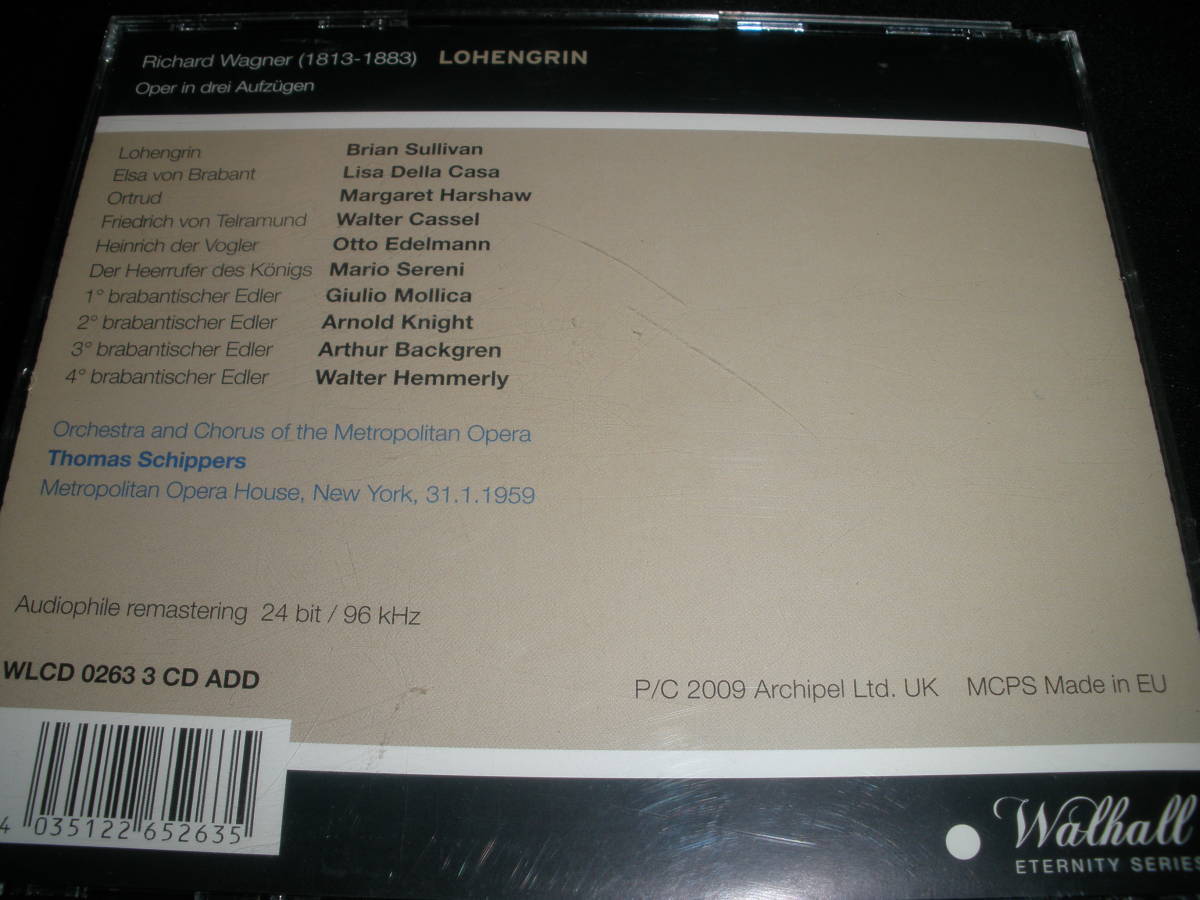 Richard Wagner (1813-1883) LOHENGRIN
Oper in drei Aufzügen
Lohengrin Brian Sullivan
Elsa von Brabant Lisa Della Casa
Ortrud Margaret Harshaw
Friedrich von Telramund Walter Cassel
Heinrich der Vogler Otto Edelmann
Der Heerrufer des Königs Mario Sereni
1° brabantischer Edler Giulio Mollica
2° brabantischer Edler Arnold Knight
3° brabantischer Edler Arthur Backgren
4° brabantischer Edler Walter Hemmerly
Orchestra and Chorus of the Metropolitan Opera
Thomas Schippers
Metropolitan Opera House, New York, 31.1.1959
Audiophile remastering 24 bit / 96 kHz
WLCD 0263 3 CD ADD
P/C 2009 Archipel Ltd. UK MCPS Made in EU
4 035122 652635
Walhall
ETERNITY SERIES